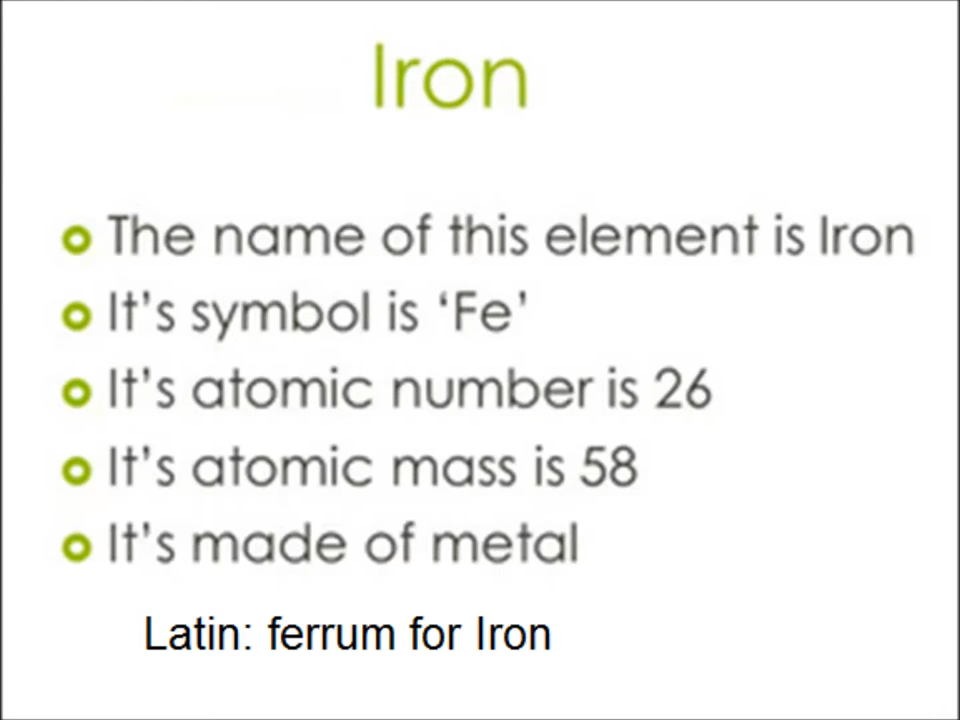 Iron
The name of this element is Iron
It's symbol is ‘Fe’
It's atomic number is 26
It's atomic mass is 58
It's made of metal
Latin: ferrum for Iron